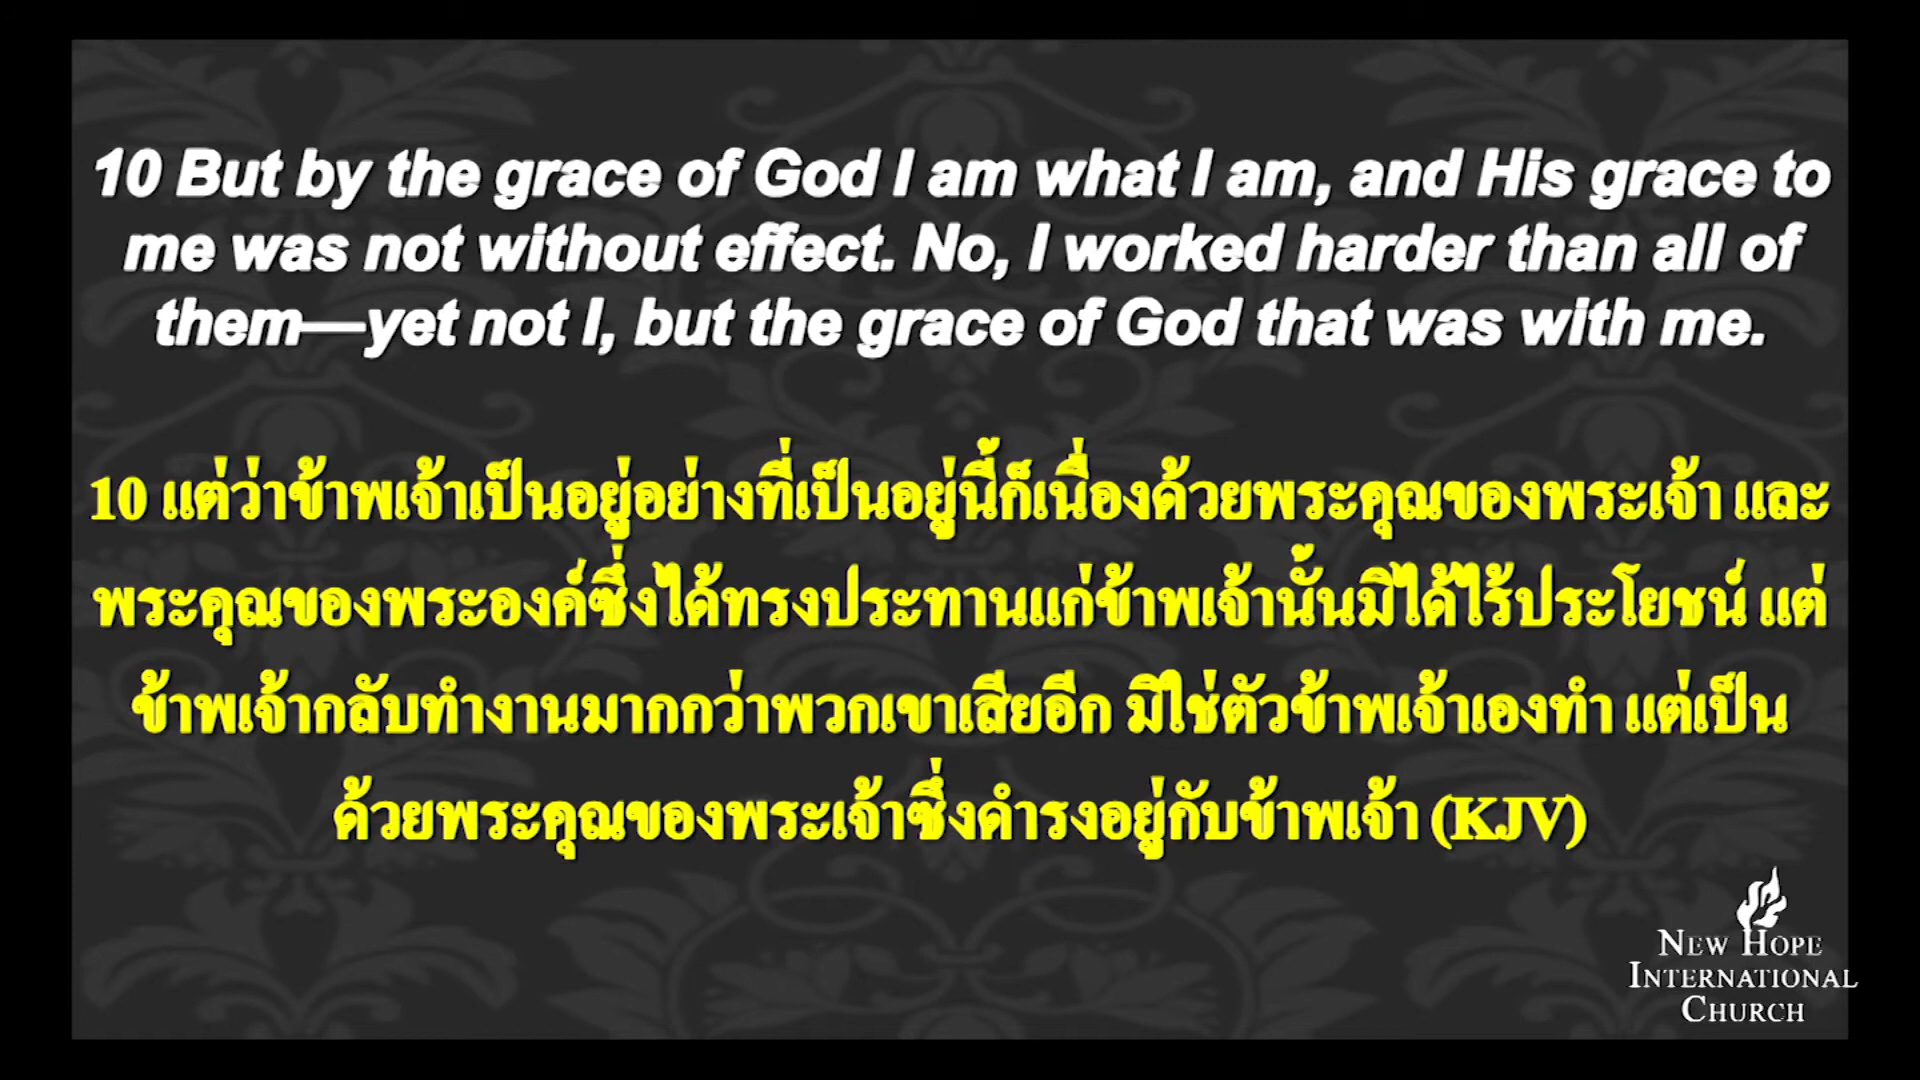 10 But by the grace of God I am what I am, and His grace to
me was not without effect. No, I worked harder than all of
them—yet not I, but the grace of God that was with me.
10 แต่ว่าข้าพเจ้าเป็นอยู่อย่างที่เป็นอยู่นี้ก็เนื่องด้วยพระคุณของพระเจ้า และ
พระคุณของพระองค์ซึ่งได้ทรงประทานแก่ข้าพเจ้านั้นมิได้ไร้ประโยชน์ แต่
ข้าพเจ้ากลับทำงานมากกว่าพวกเขาเสียอีก มิใช่ตัวข้าพเจ้าเองทำ แต่เป็น
ด้วยพระคุณของพระเจ้าซึ่งดำรงอยู่กับข้าพเจ้า (KJV)
NEW HOPE
INTERNATIONAL
CHURCH